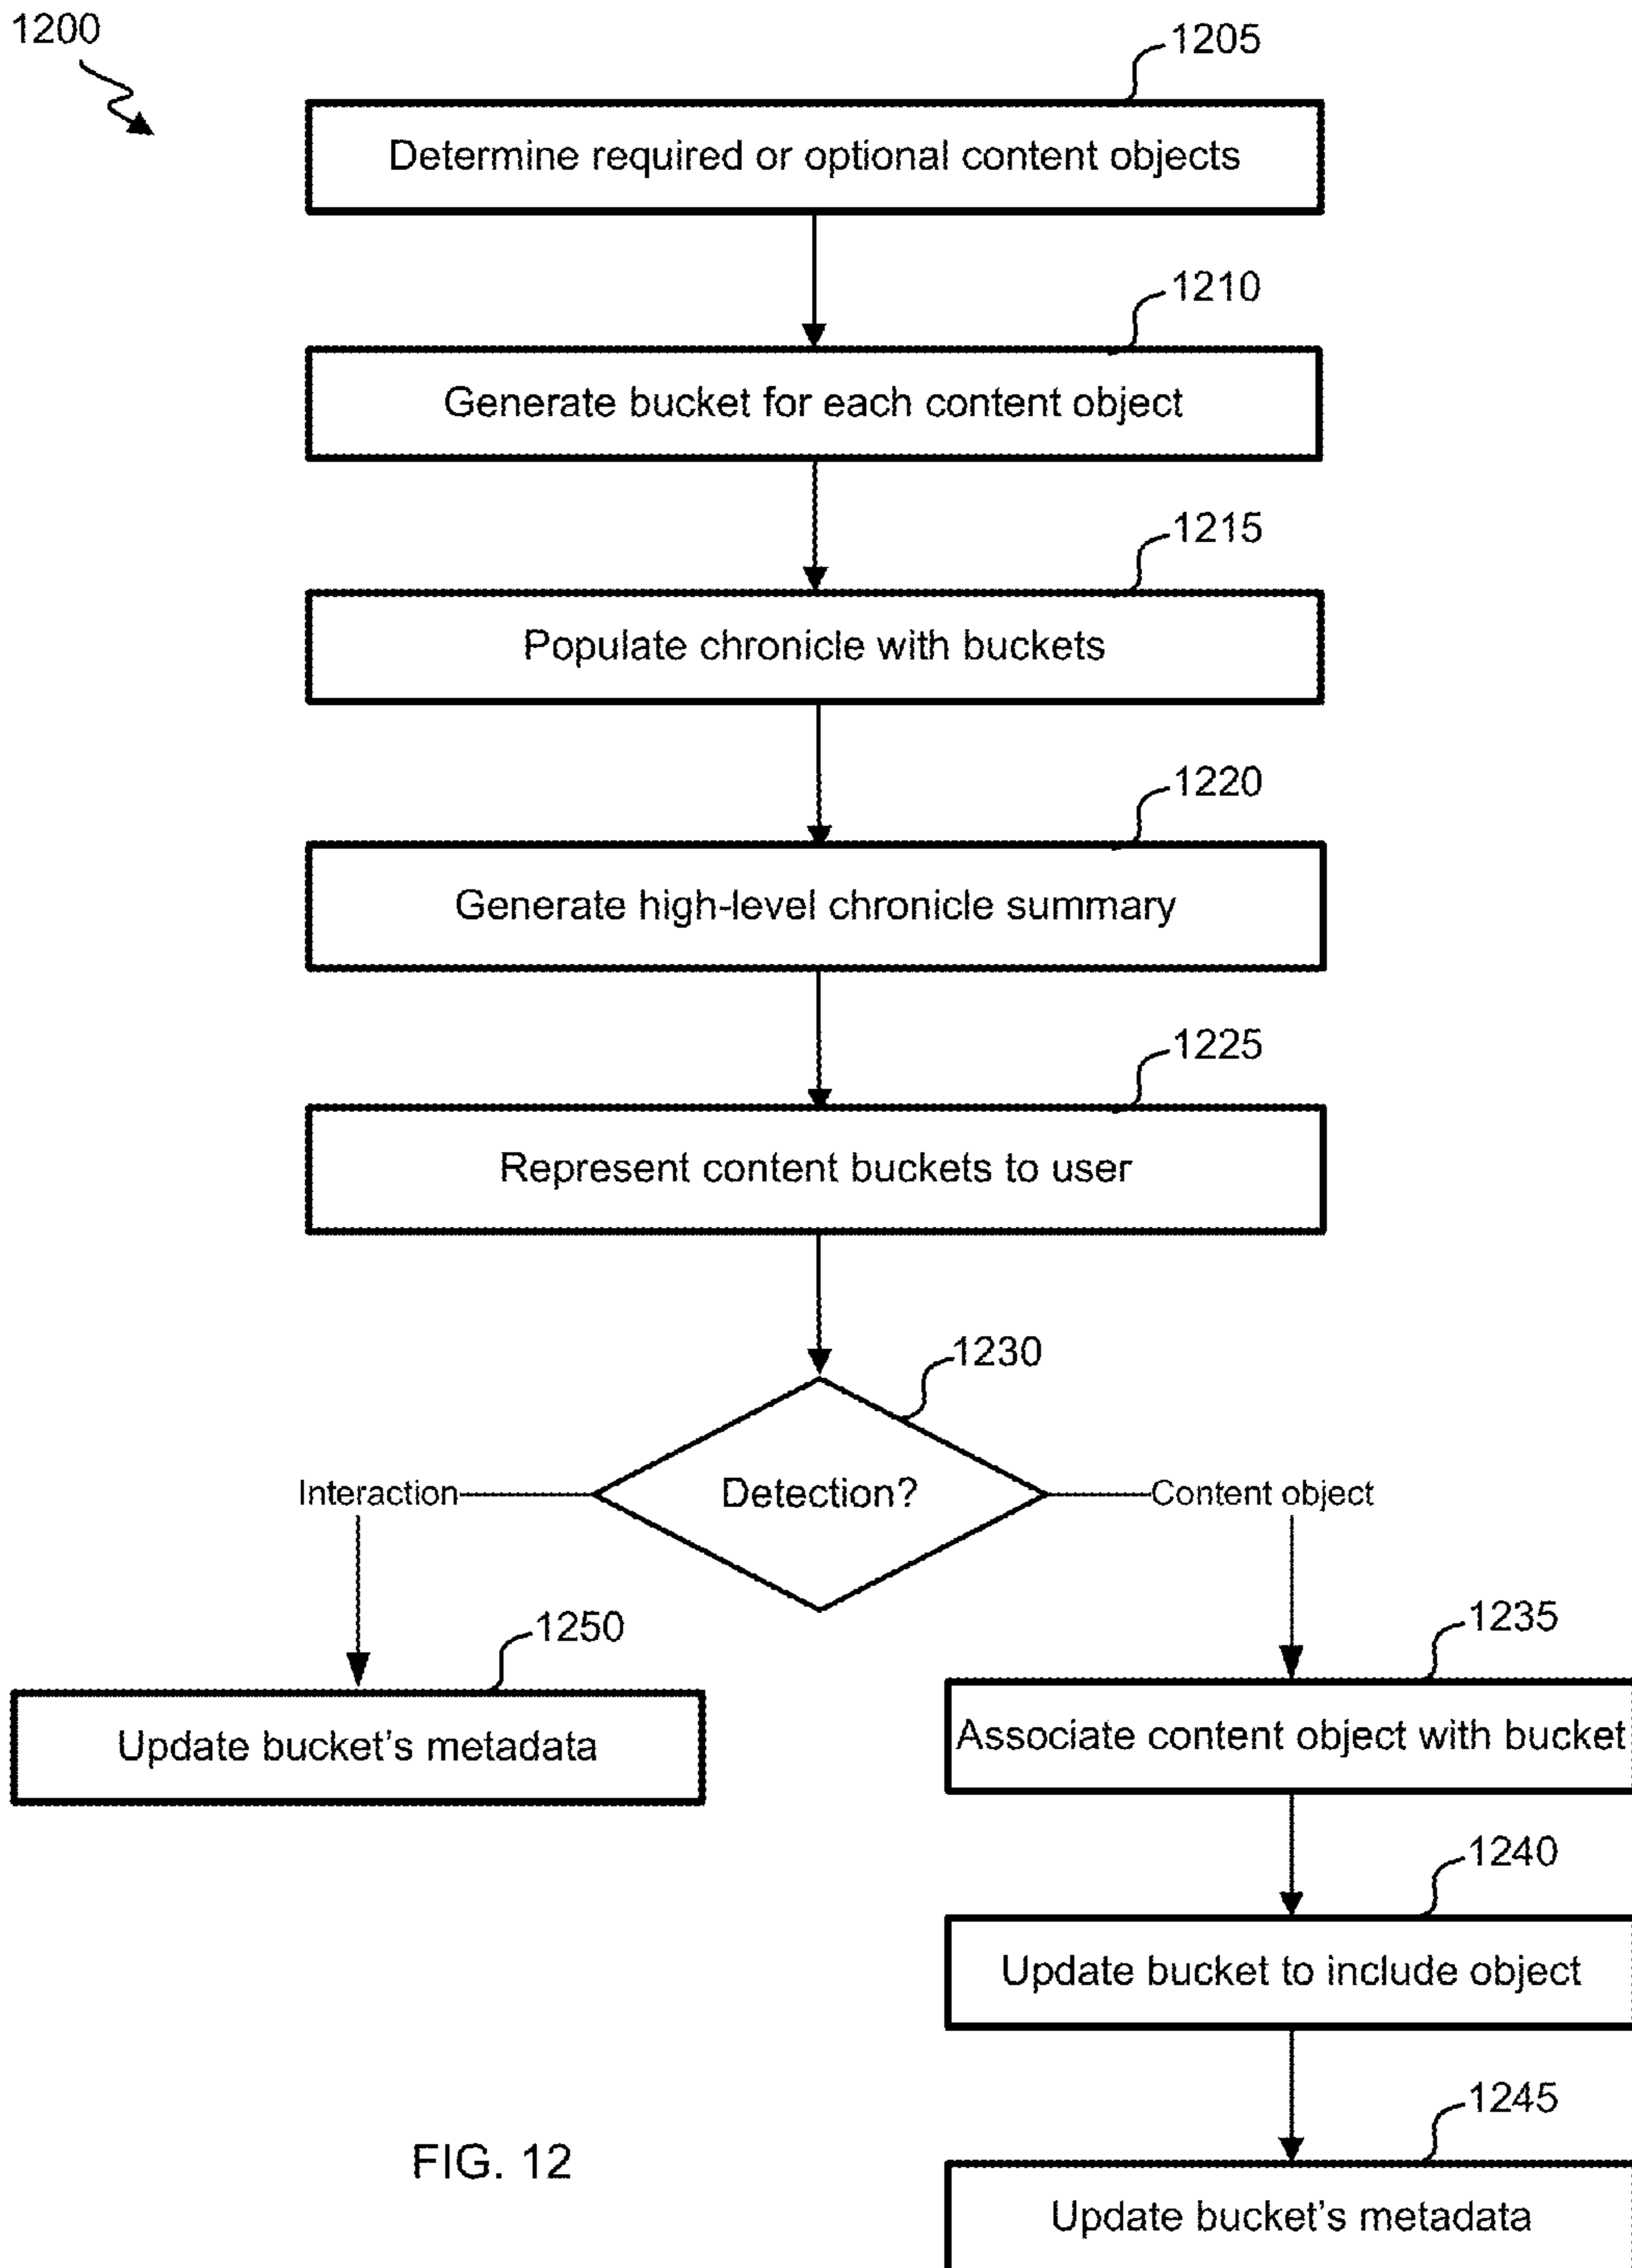 1200
1205
Determine required or optional content objects
1210
Generate bucket for each content object
1215
Populate chronicle with buckets
1220
Generate high-level chronicle summary
1225
Represent content buckets to user
1230
Interaction
Detection?
Content object
1250
Update bucket's metadata
1235
Associate content object with bucket
1240
Update bucket to include object
1245
Update bucket's metadata
FIG. 12